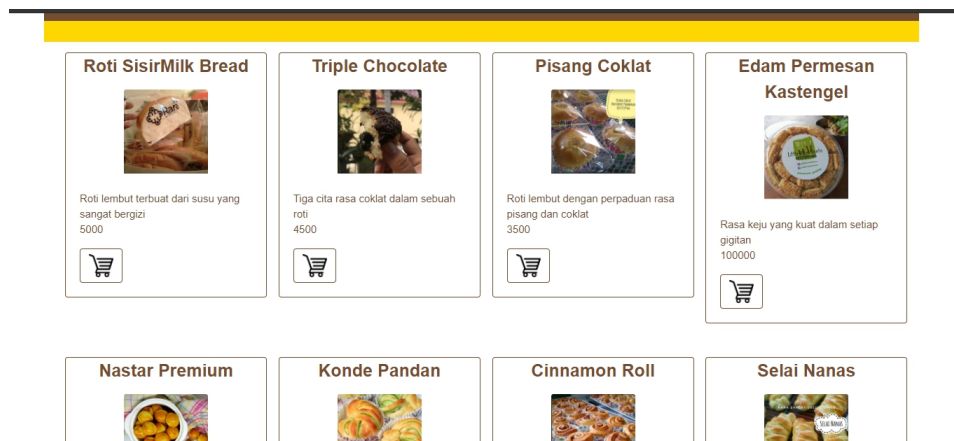 Roti SisirMilk Bread
Roti lembut terbuat dari susu yang
sangat bergizi
5000
Triple Chocolate
Tiga cita rasa coklat dalam sebuah
roti
4500
Pisang Coklat
Roti lembut dengan perpaduan rasa
pisang dan coklat
3500
Edam Permesan
Kastengel
Rasa keju yang kuat dalam setiap
gigitan
100000
Nastar Premium
Konde Pandan
Cinnamon Roll
Selai Nanas
SELAI NANAS